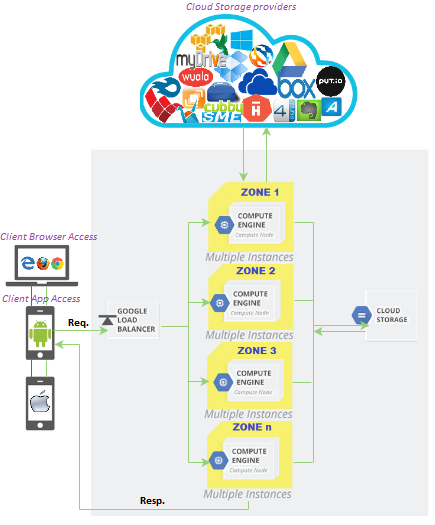 Cloud Storage providers
myDrive
wuala
put.io
box
cubby
SME
H
4
ZONE 1
COMPUTE
ENGINE
Compute Node
Multiple Instances
Client Browser Access
ZONE 2
COMPUTE
ENGINE
Compute Node
Multiple Instances
Client App Access
GOOGLE
LOAD
BALANCER
CLOUD
STORAGE
Req.
ZONE 3
COMPUTE
ENGINE
Compute Node
Multiple Instances
ZONE n
COMPUTE
ENGINE
Compute Node
Multiple Instances
Resp.